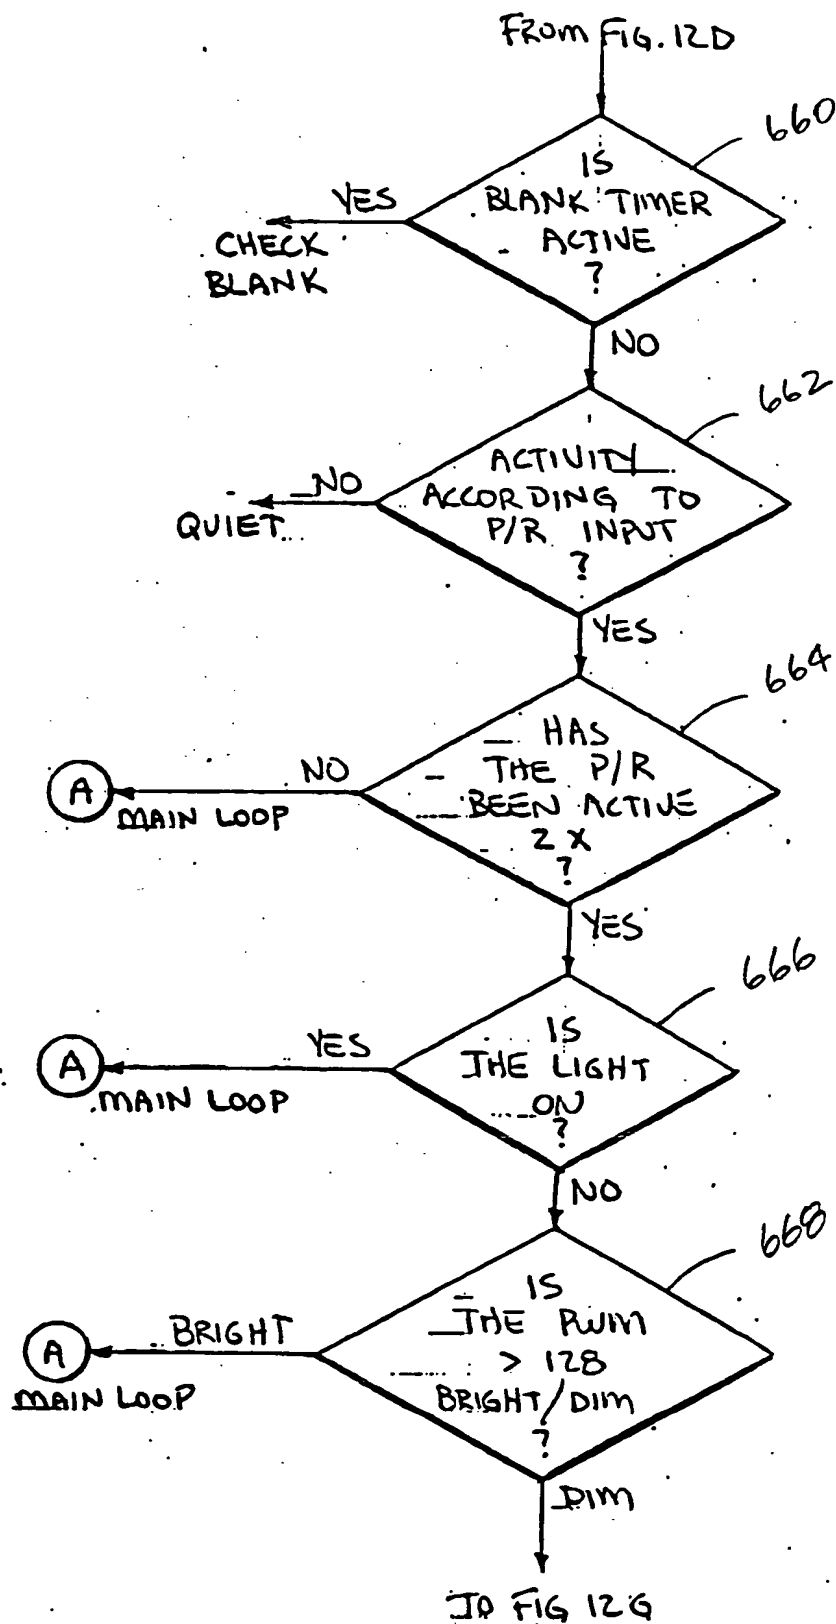 FROM FIG. 12D
660
IS
BLANK TIMER
ACTIVE
?
YES
CHECK
BLANK
NO
662
ACTIVITY
ACCORDING TO
P/R INPUT
?
NO
QUIET
YES
664
HAS
THE P/R
BEEN ACTIVE
2X
?
NO
A
MAIN LOOP
YES
666
IS
THE LIGHT
ON
?
YES
A
MAIN LOOP
NO
668
IS
THE PWM
> 128
BRIGHT/DIM
?
BRIGHT
A
MAIN LOOP
DIM
TO FIG 12G